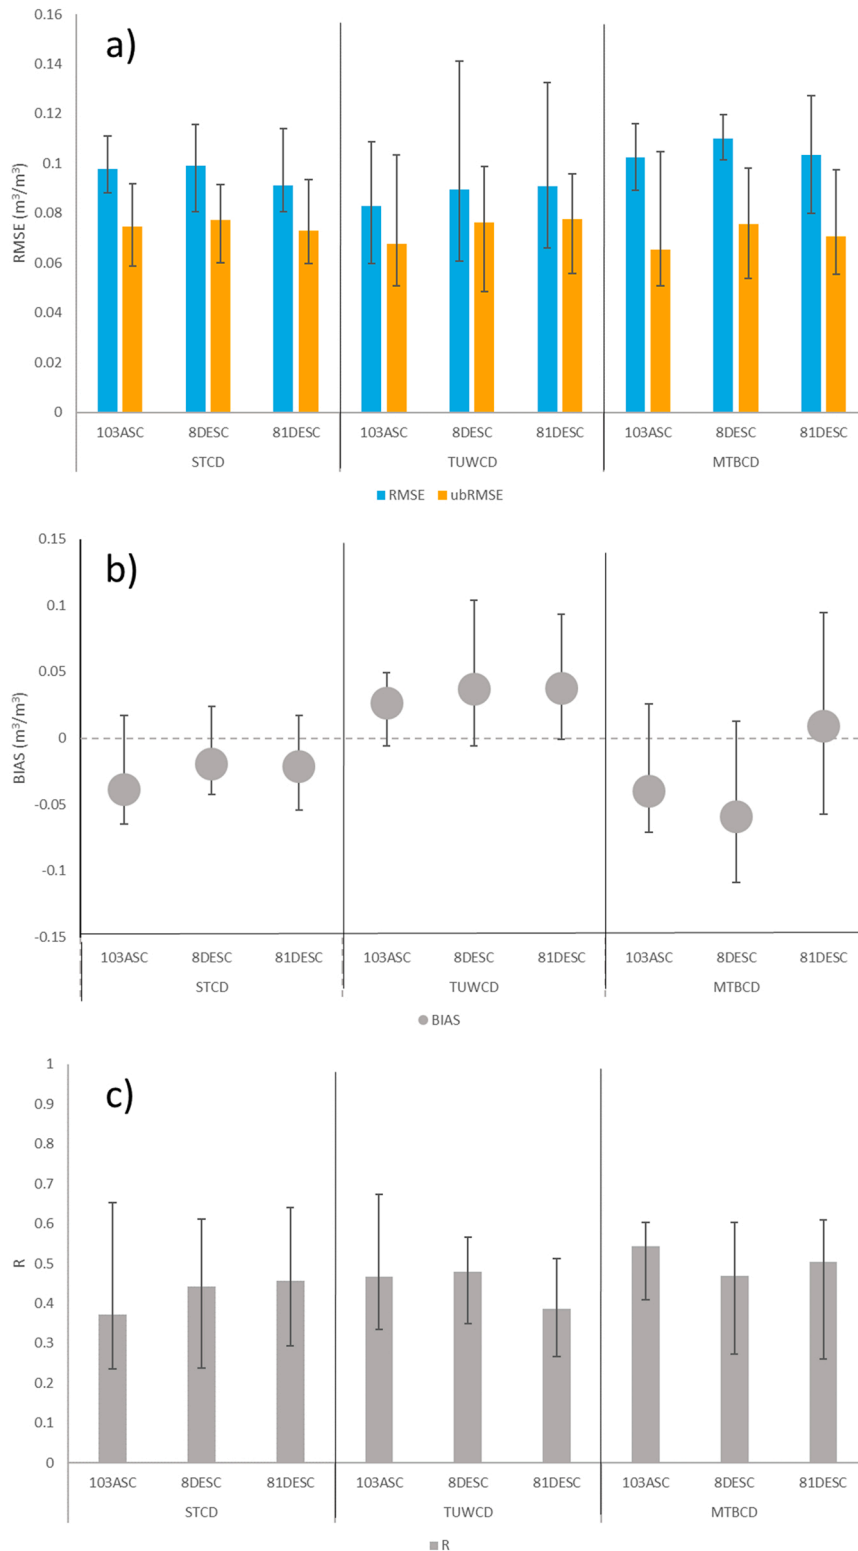 a)
0.16
0.14
0.12
0.1
0.08
0.06
0.04
0.02
0
RMSE (m³/m³)
103ASC 8DESC 81DESC 103ASC 8DESC 81DESC 103ASC 8DESC 81DESC
STCD TUWCD MTBCD
RMSE ubRMSE
b)
0.15
0.1
0.05
0
-0.05
-0.1
-0.15
BIAS (m³/m³)
103ASC 8DESC 81DESC 103ASC 8DESC 81DESC 103ASC 8DESC 81DESC
STCD TUWCD MTBCD
BIAS
c)
1
0.9
0.8
0.7
0.6
0.5
0.4
0.3
0.2
0.1
0
R
103ASC 8DESC 81DESC 103ASC 8DESC 81DESC 103ASC 8DESC 81DESC
STCD TUWCD MTBCD
R